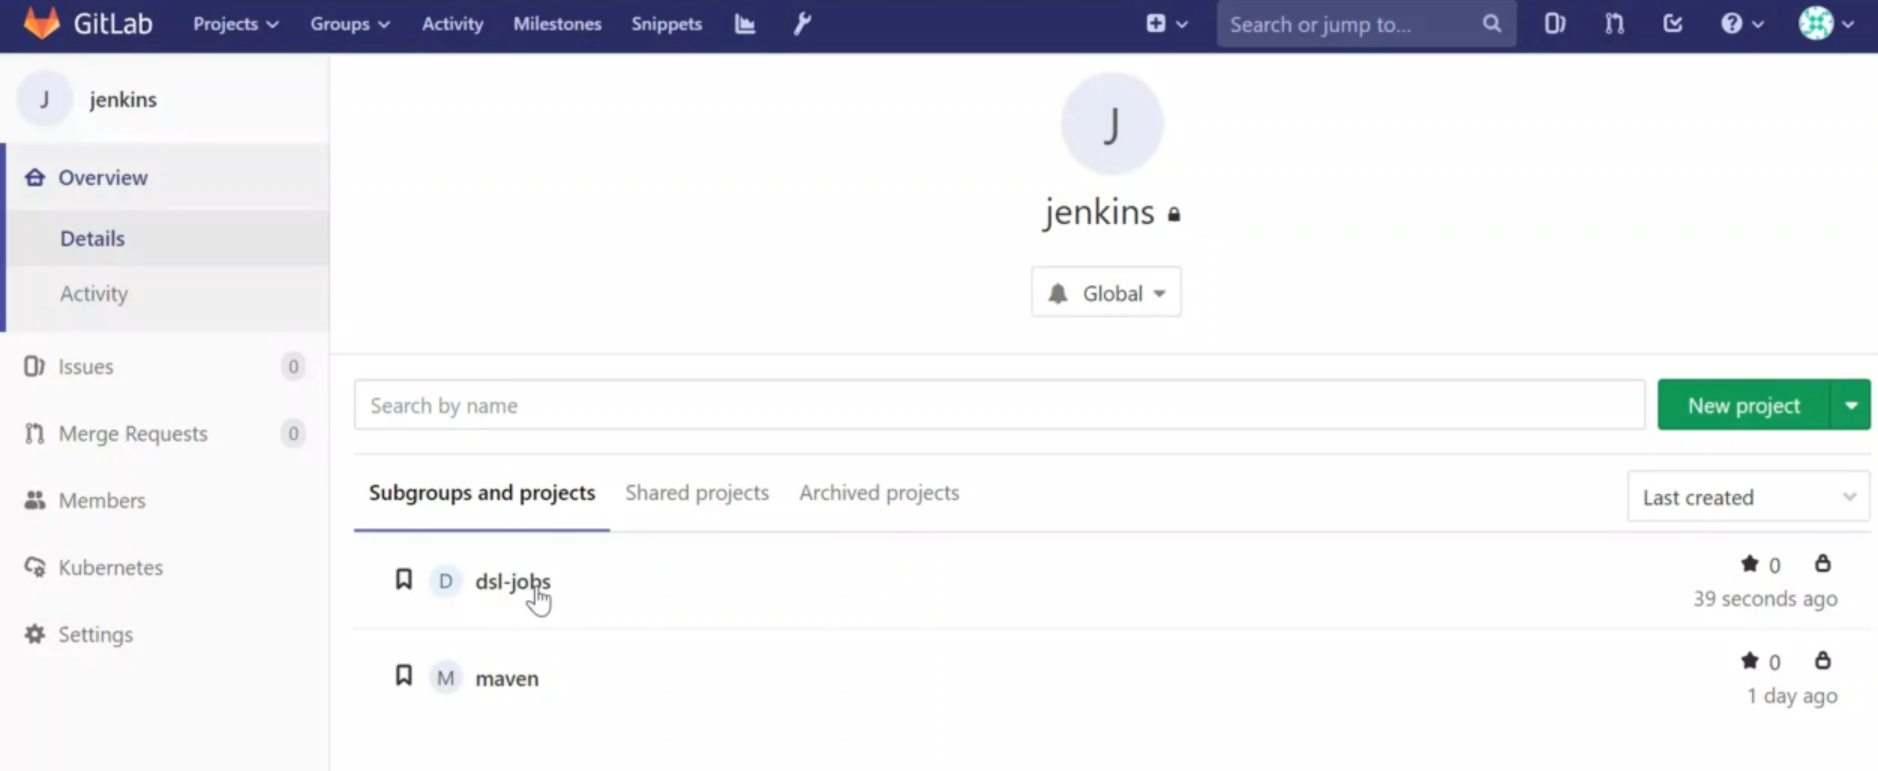 GitLab Projects Groups Activity Milestones Snippets Search or jump to...
J jenkins
Overview
Details
Activity
Issues 0
Merge Requests 0
Members
Kubernetes
Settings
J
jenkins
Global
Search by name
New project
Subgroups and projects Shared projects Archived projects
Last created
D dsl-jobs 0
39 seconds ago
M maven 0
1 day ago